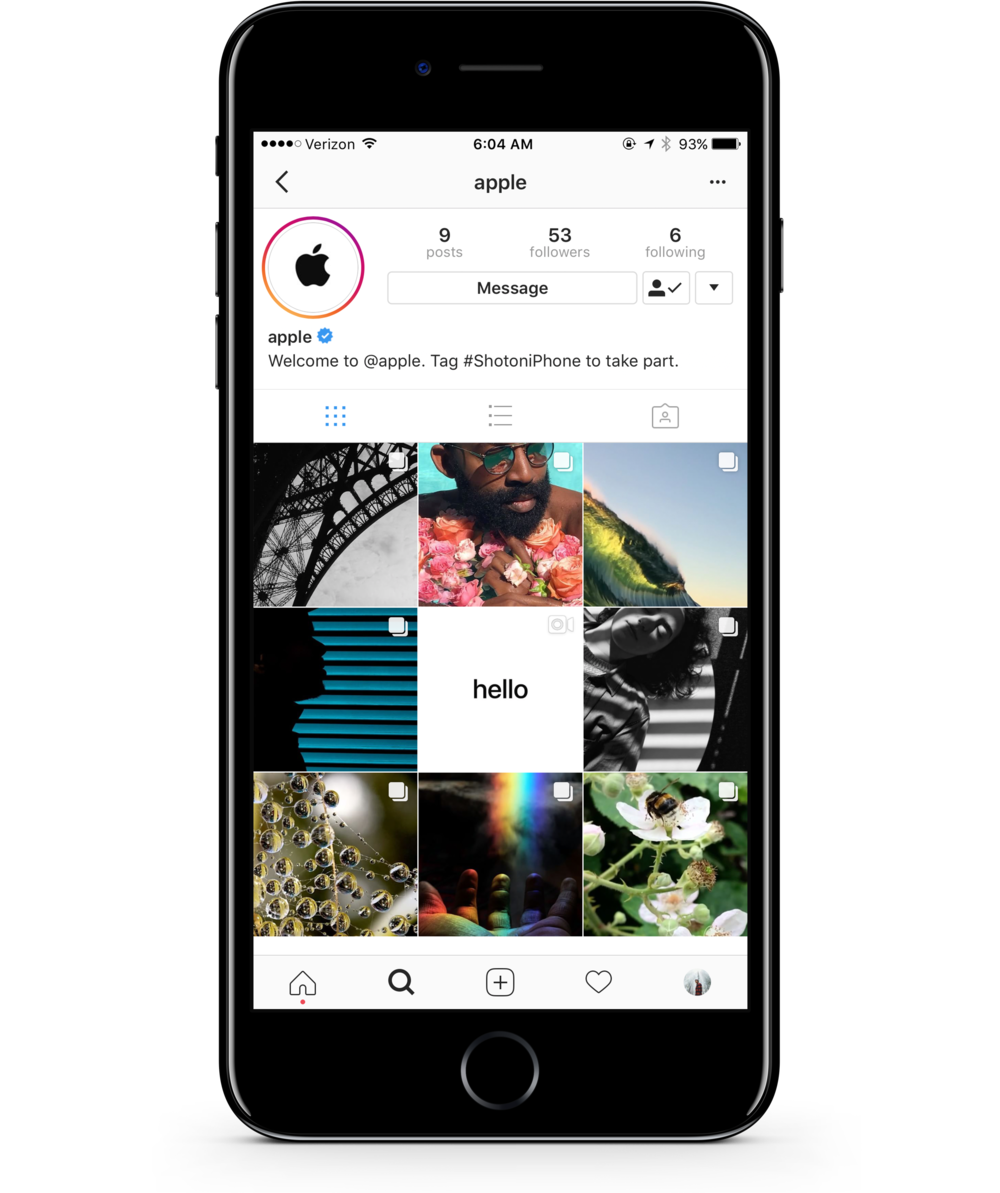 Verizon 6:04 AM 93%
apple
9 53 6
posts followers following
Message
apple
Welcome to @apple. Tag #ShotoniPhone to take part.
hello